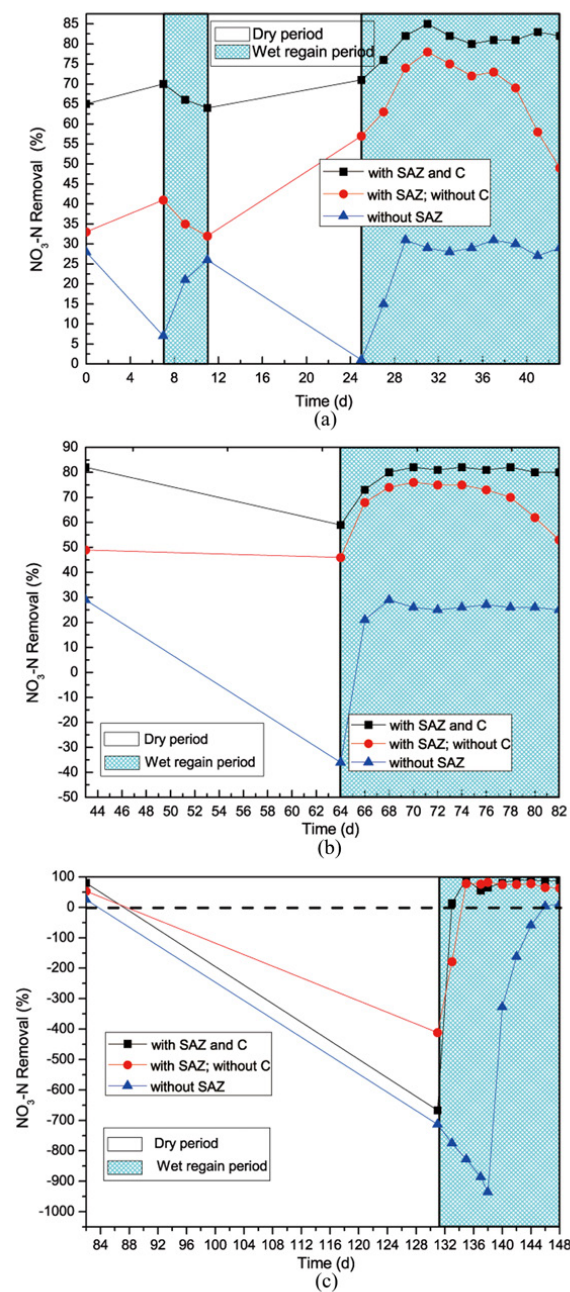 85
80
75
70
65
60
55
50
45
40
35
30
25
20
15
10
5
0
NO3-N Removal (%)
Dry period
Wet regain period
with SAZ and C
with SAZ; without C
without SAZ
0 4 8 12 16 20 24 28 32 36 40
Time (d)
(a)
90
80
70
60
50
40
30
20
10
0
-10
-20
-30
-40
-50
NO3-N Removal (%)
with SAZ and C
with SAZ; without C
without SAZ
Dry period
Wet regain period
44 46 48 50 52 54 56 58 60 62 64 66 68 70 72 74 76 78 80 82
Time (d)
(b)
100
0
-100
-200
-300
-400
-500
-600
-700
-800
-900
-1000
NO3-N Removal (%)
with SAZ and C
with SAZ; without C
without SAZ
Dry period
Wet regain period
84 88 92 96 100 104 108 112 116 120 124 128 132 136 140 144 148
Time (d)
(c)